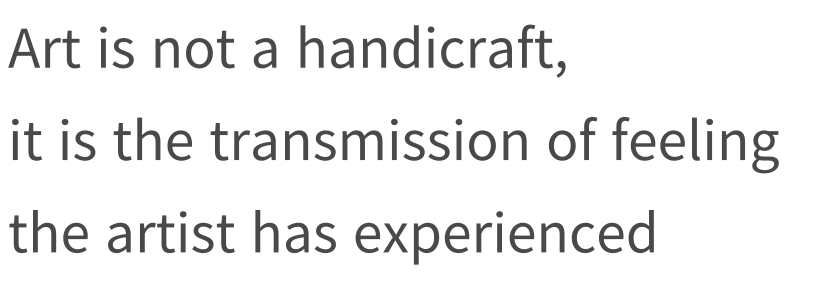 Art is not a handicraft,
it is the transmission of feeling
the artist has experienced